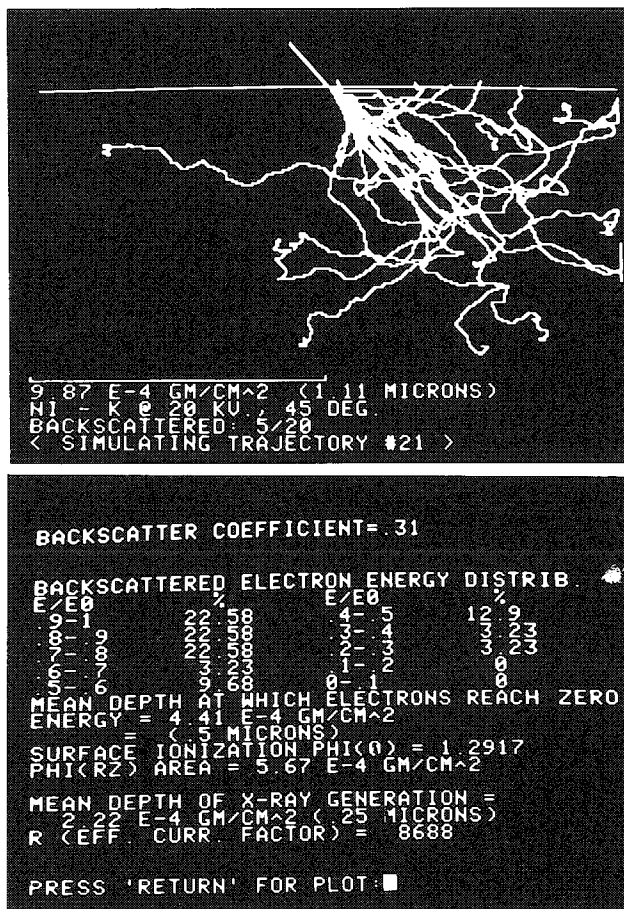 9 87 E-4 GM/CM^2 (1 11 MICRONS)
NI - K @ 20 KV., 45 DEG.
BACKSCATTERED: 5/20
< SIMULATING TRAJECTORY #21 >
BACKSCATTER COEFFICIENT=.31
BACKSCATTERED ELECTRON ENERGY DISTRIB.
E/E0 % E/E0 %
.9-1 22.58 .4-.5 12.9
.8-.9 22.58 .3-.4 3.23
.7-.8 22.58 .2-.3 3.23
.6-.7 3.23 .1-.2 0
.5-.6 9.68 0-.1 0
MEAN DEPTH AT WHICH ELECTRONS REACH ZERO
ENERGY = 4.41 E-4 GM/CM^2
= (.5 MICRONS)
SURFACE IONIZATION PHI(0) = 1.2917
PHI(RZ) AREA = 5.67 E-4 GM/CM^2
MEAN DEPTH OF X-RAY GENERATION =
2.22 E-4 GM/CM^2 (.25 MICRONS)
R (EFF. CURR. FACTOR) = 8688
PRESS 'RETURN' FOR PLOT: